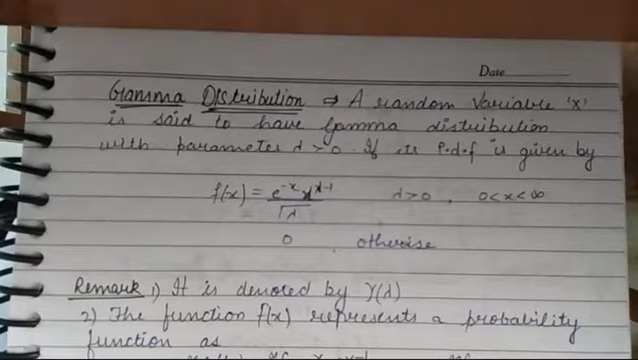 Date
Gamma Distribution ⇒ A random variable 'X'
is said to have gamma distribution
with parameter λ > 0. If its p.d.f is given by
f(x) = e^{-x} x^{λ-1} / Γλ λ>0, 0<x<∞
0, otherwise
Remark 1) It is denoted by γ(λ)
2) The function f(x) represents a probability
function as